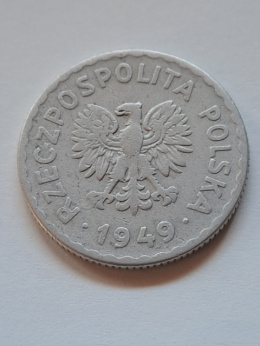 RZECZPOSPOLITA POLSKA
· 1949 ·